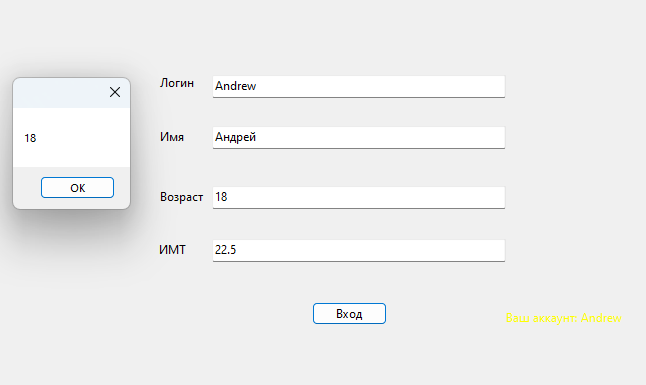 Логин
Andrew
18
Имя
Андрей
OK
Возраст
18
ИМТ
22.5
Вход
Ваш аккаунт: Andrew